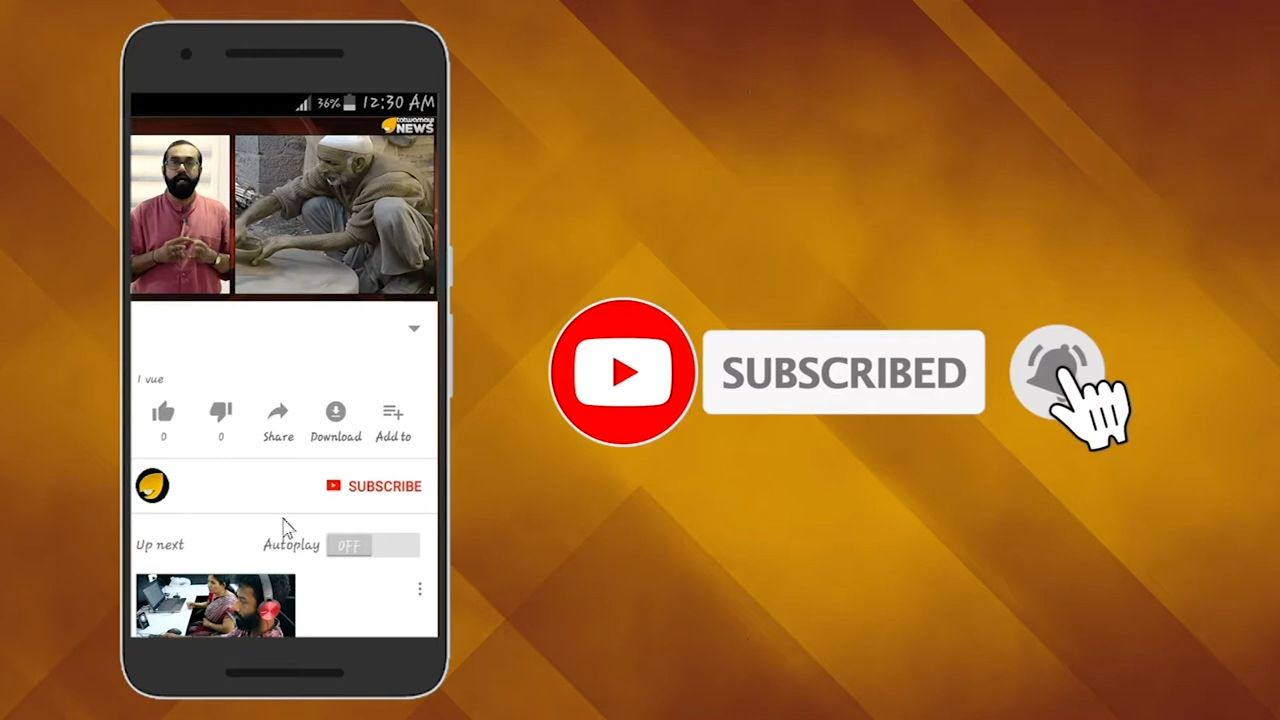 36% 12:30 AM
tatwamayi
NEWS
1 vue
0
0
Share
Download
Add to
SUBSCRIBE
Up next
Autoplay
OFF
SUBSCRIBED